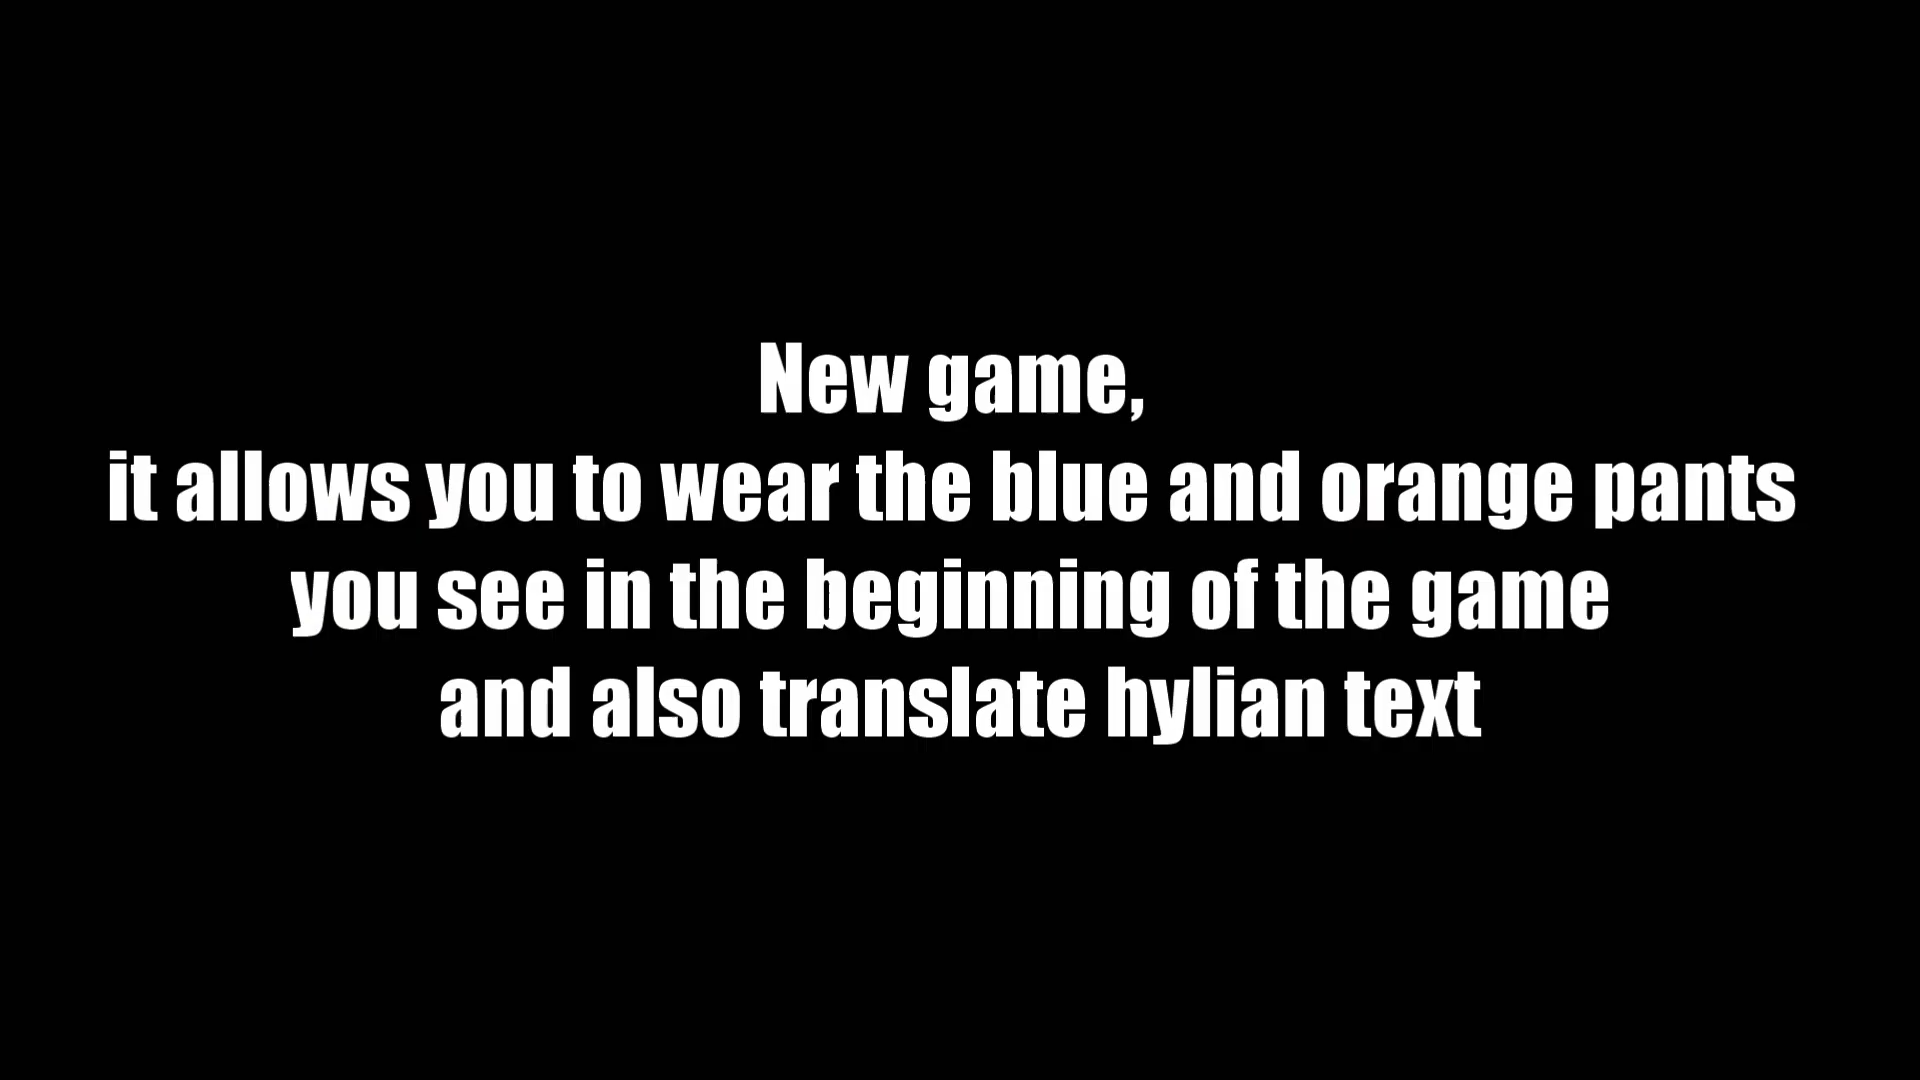 New game,
it allows you to wear the blue and orange pants
you see in the beginning of the game
and also translate hylian text